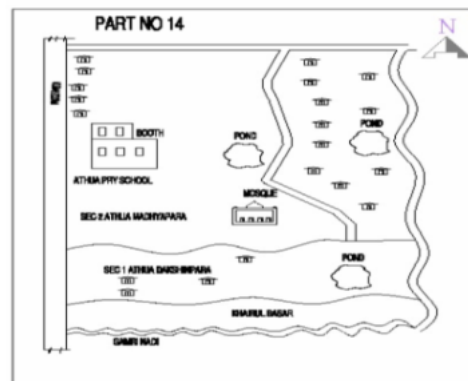 PART NO 14
N
ROAD
BOOTH
POND
POND
ATHUA PRY SCHOOL
MOSQUE
SEC 2 ATHUA MADHYAPARA
SEC 1 ATHUA DAKSHINPARA
POND
KHAIRUL BASAR
GAMRI NADI